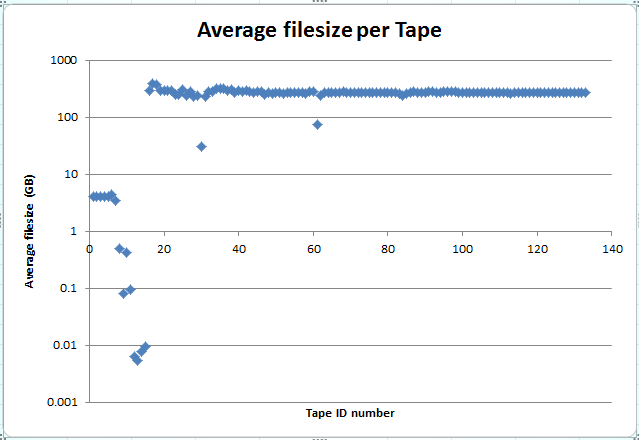 Average filesize per Tape
1000
100
10
1
0.1
0.01
0.001
0 20 40 60 80 100 120 140
Average filesize (GB)
Tape ID number